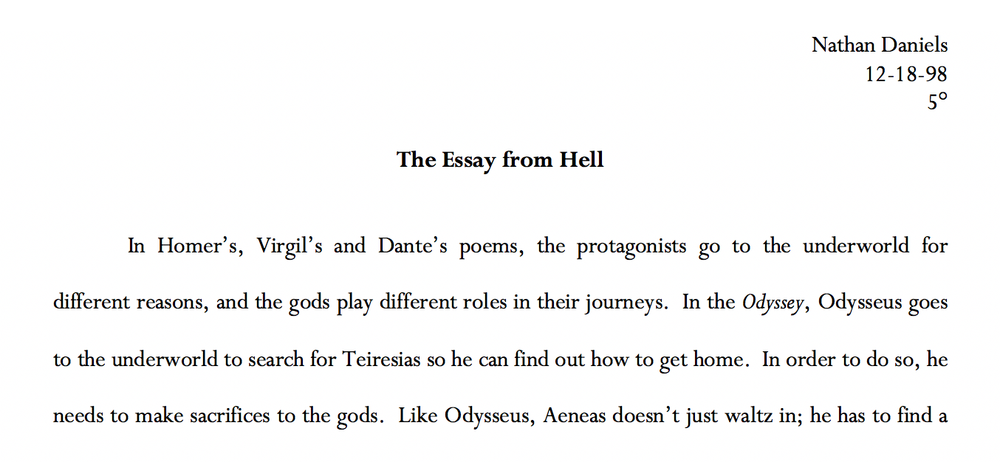 Nathan Daniels
12-18-98
5°
The Essay from Hell
In Homer’s, Virgil’s and Dante’s poems, the protagonists go to the underworld for
different reasons, and the gods play different roles in their journeys.  In the Odyssey, Odysseus goes
to the underworld to search for Teiresias so he can find out how to get home.  In order to do so, he
needs to make sacrifices to the gods.  Like Odysseus, Aeneas doesn’t just waltz in; he has to find a